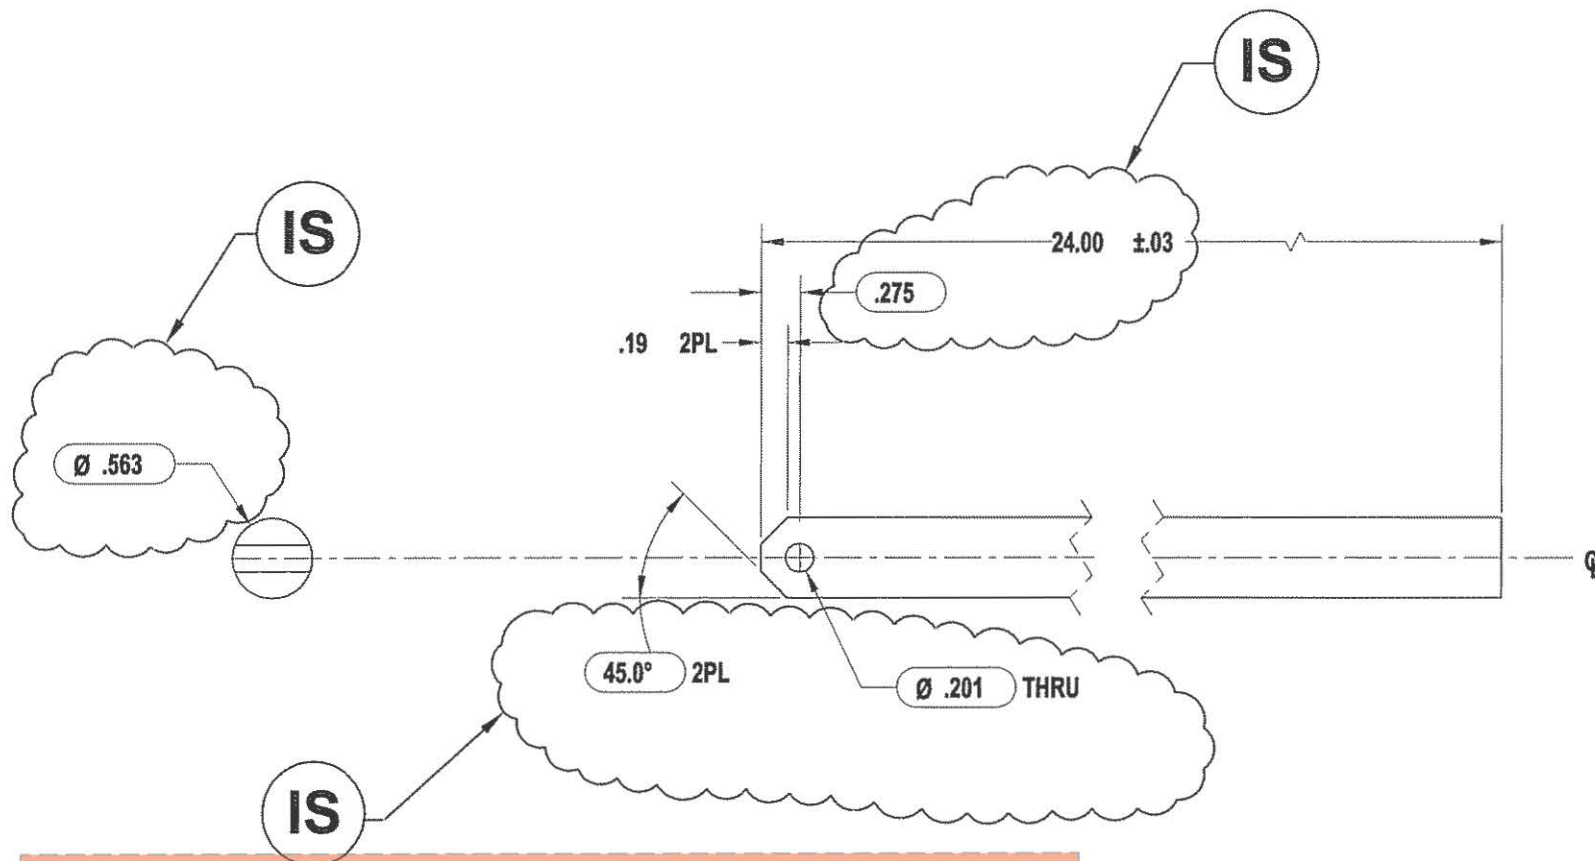 IS
IS
24.00 ±.03
.275
.19 2PL
Ø .563
℄
45.0° 2PL
Ø .201 THRU
IS